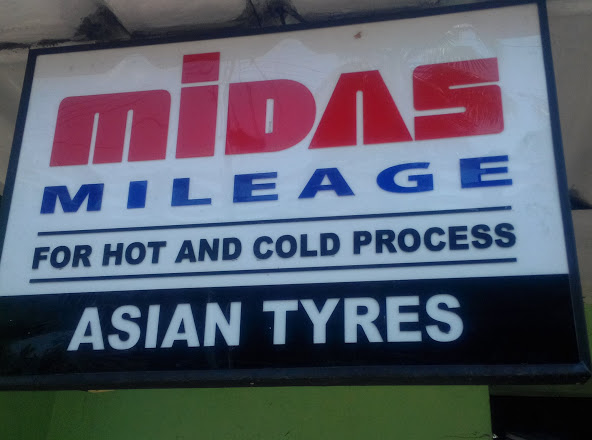 MiDAS
MILEAGE
FOR HOT AND COLD PROCESS
ASIAN TYRES